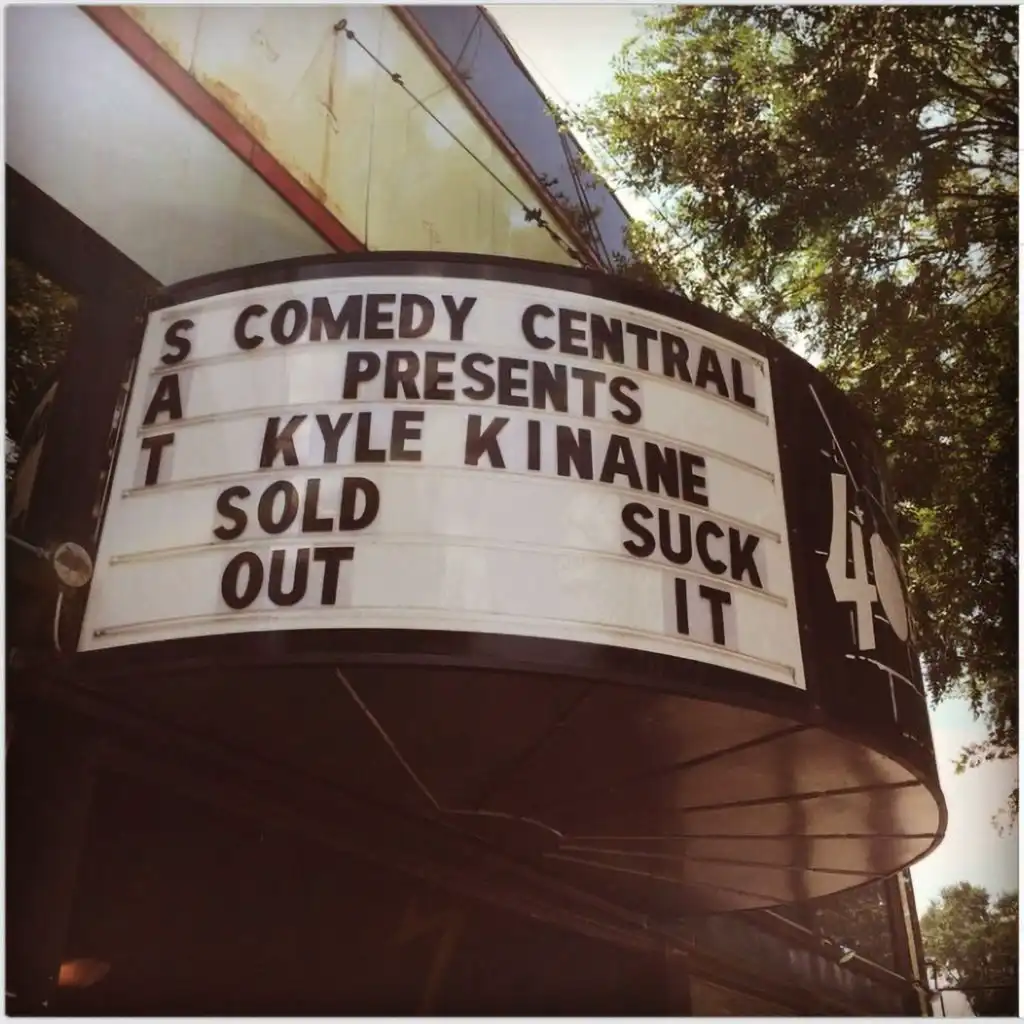 S COMEDY CENTRAL
A PRESENTS
T KYLE KINANE
SOLD SUCK
OUT IT
40